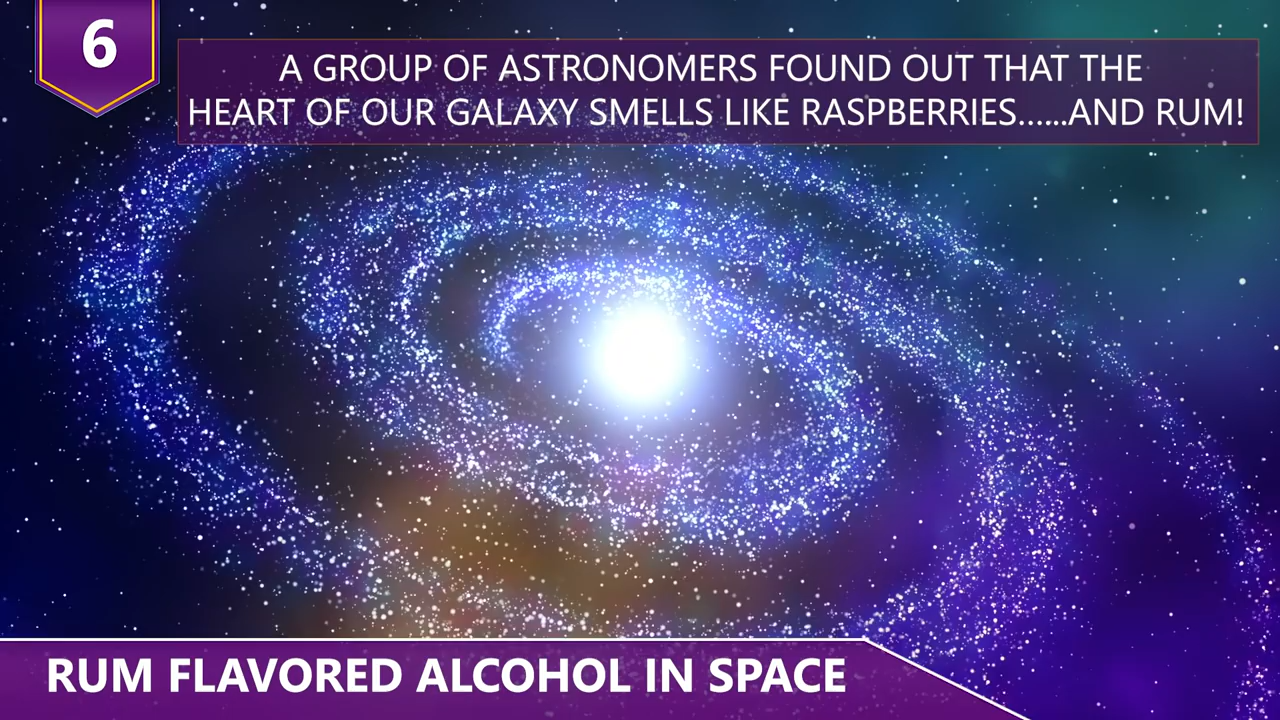 6
A GROUP OF ASTRONOMERS FOUND OUT THAT THE
HEART OF OUR GALAXY SMELLS LIKE RASPBERRIES…...AND RUM!
RUM FLAVORED ALCOHOL IN SPACE